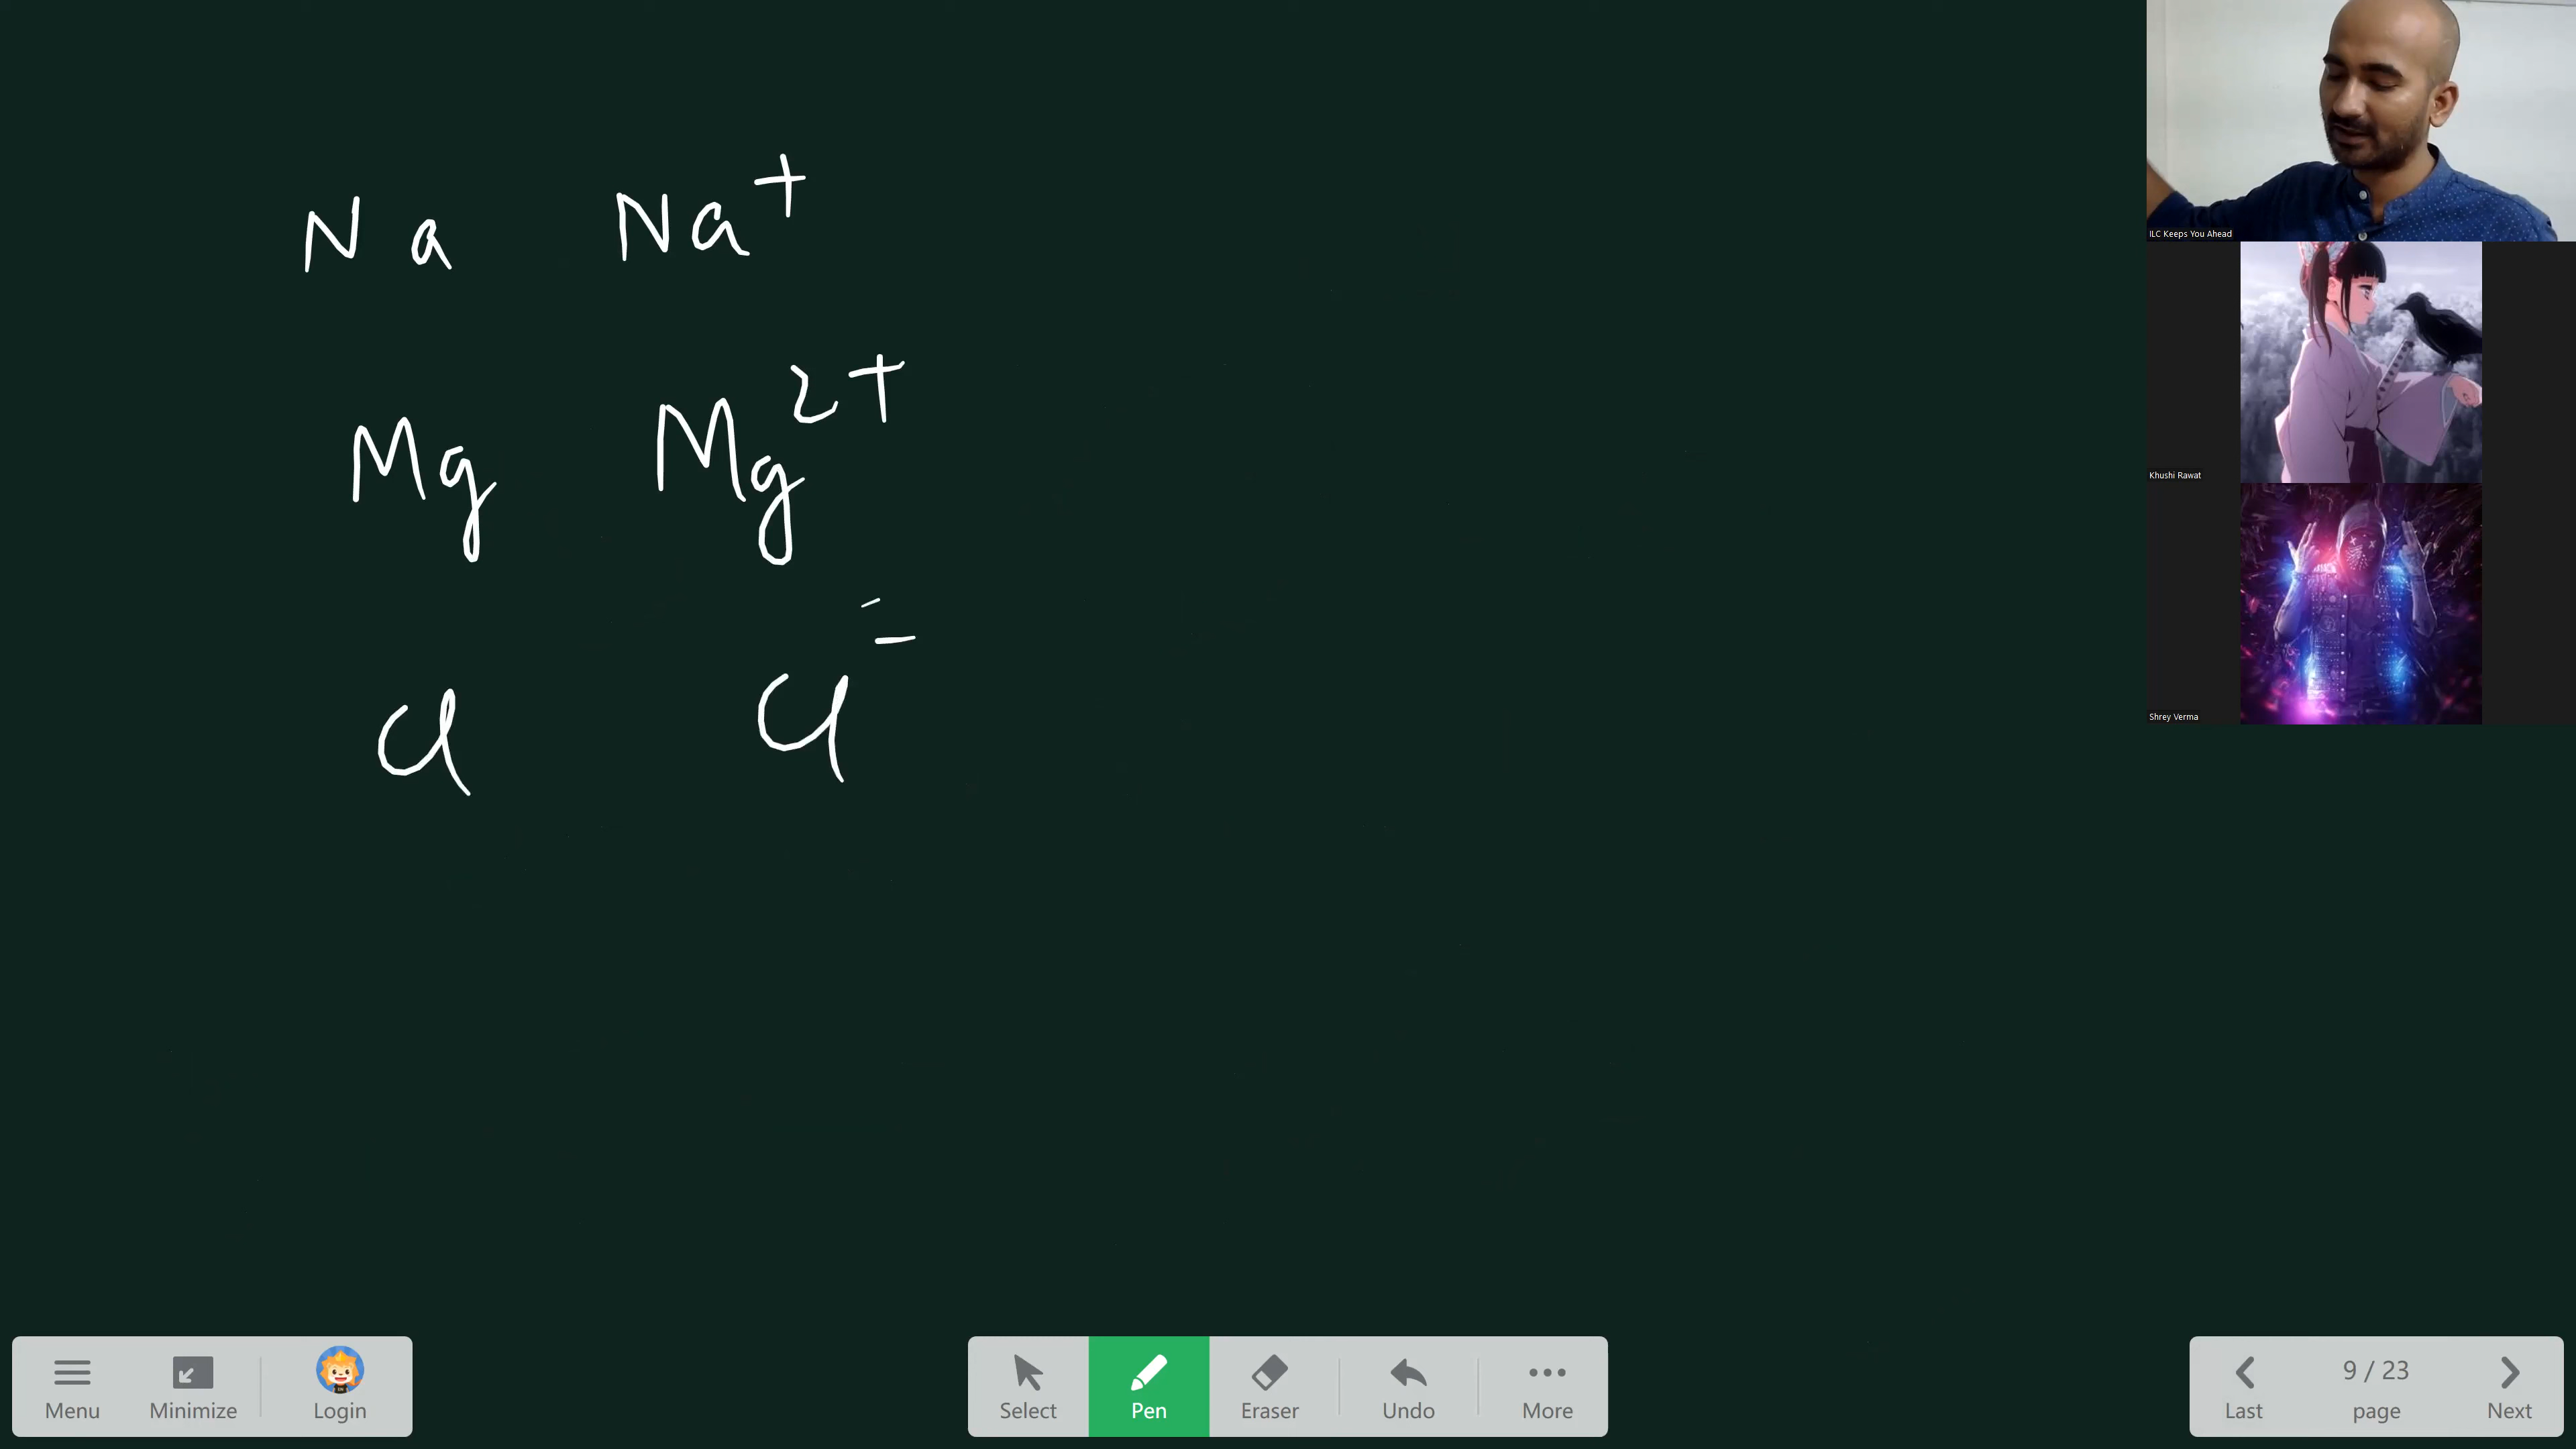 Na Na⁺
Mg Mg²⁺
Cl Cl⁻
ILC Keeps You Ahead
Khushi Rawat
Shrey Verma
Menu Minimize Login
Select Pen Eraser Undo More
9 / 23
Last page Next